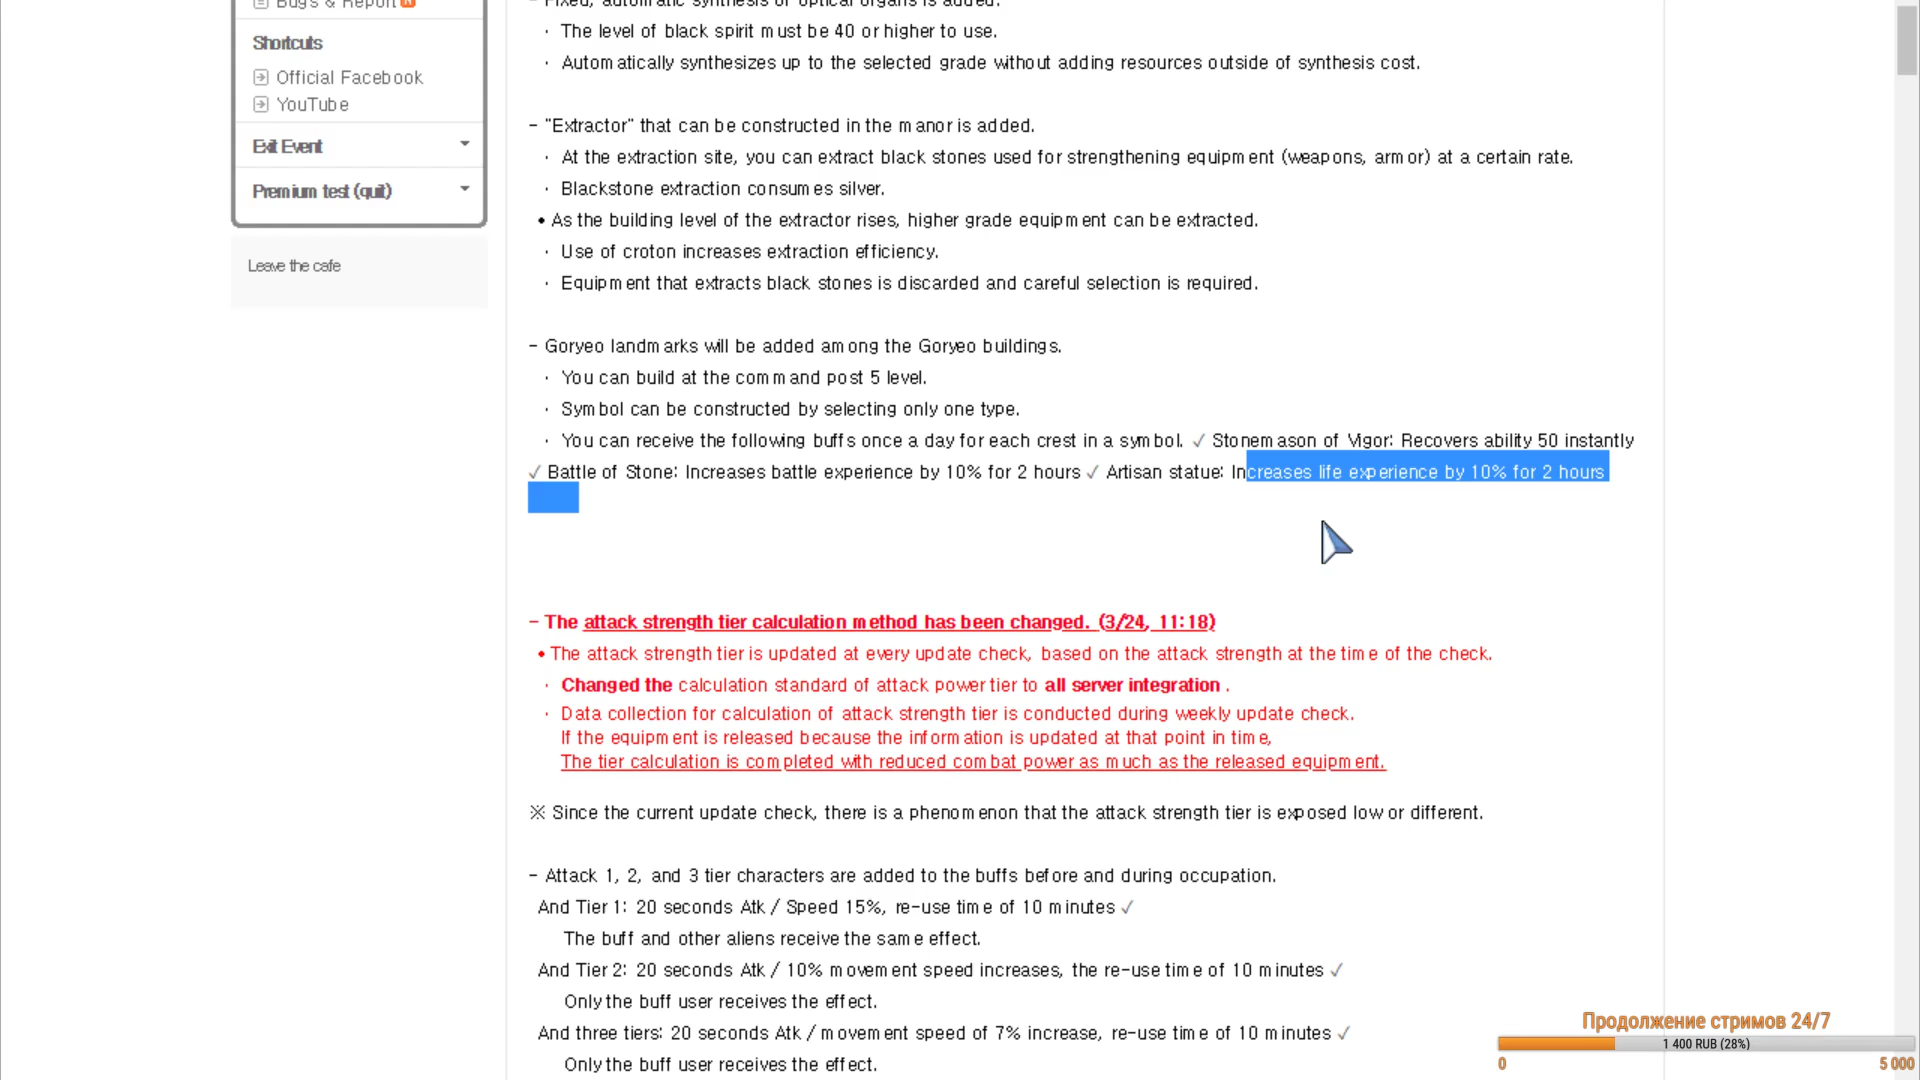 Bug's & Report
Shortcuts
Official Facebook
YouTube
Exit Event
Premium test (quit)
Leave the cafe
- Fixed, automatic synthesis of optical organs is added.
· The level of black spirit must be 40 or higher to use.
· Automatically synthesizes up to the selected grade without adding resources outside of synthesis cost.
- "Extractor" that can be constructed in the manor is added.
· At the extraction site, you can extract black stones used for strengthening equipment (weapons, armor) at a certain rate.
· Blackstone extraction consumes silver.
• As the building level of the extractor rises, higher grade equipment can be extracted.
· Use of croton increases extraction efficiency.
· Equipment that extracts black stones is discarded and careful selection is required.
- Goryeo landmarks will be added among the Goryeo buildings.
· You can build at the command post 5 level.
· Symbol can be constructed by selecting only one type.
· You can receive the following buffs once a day for each crest in a symbol. ✓ Stonemason of Vigor: Recovers ability 50 instantly
✓ Battle of Stone: Increases battle experience by 10% for 2 hours ✓ Artisan statue: Increases life experience by 10% for 2 hours
- The attack strength tier calculation method has been changed. (3/24, 11:18)
• The attack strength tier is updated at every update check, based on the attack strength at the time of the check.
· Changed the calculation standard of attack power tier to all server integration .
· Data collection for calculation of attack strength tier is conducted during weekly update check.
If the equipment is released because the information is updated at that point in time,
The tier calculation is completed with reduced combat power as much as the released equipment.
※ Since the current update check, there is a phenomenon that the attack strength tier is exposed low or different.
- Attack 1, 2, and 3 tier characters are added to the buffs before and during occupation.
And Tier 1: 20 seconds Atk / Speed 15%, re-use time of 10 minutes ✓
The buff and other aliens receive the same effect.
And Tier 2: 20 seconds Atk / 10% movement speed increases, the re-use time of 10 minutes ✓
Only the buff user receives the effect.
And three tiers: 20 seconds Atk / movement speed of 7% increase, re-use time of 10 minutes ✓
Only the buff user receives the effect.
Продолжение стримов 24/7
1 400 RUB (28%)
0
5 000